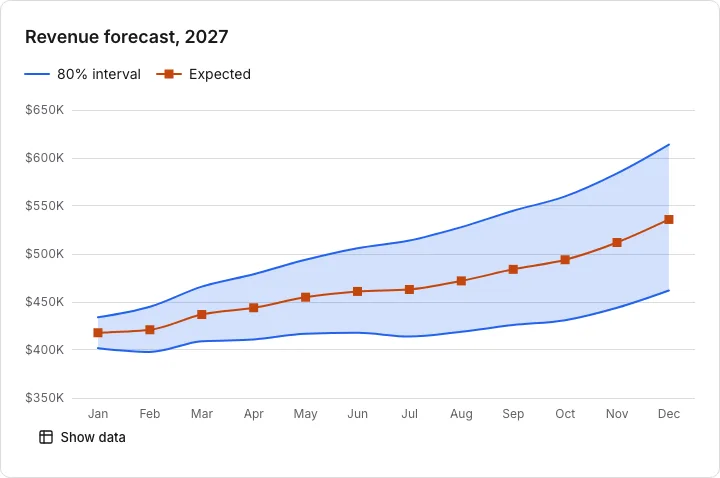 Revenue forecast, 2027
80% interval Expected
$650K
$600K
$550K
$500K
$450K
$400K
$350K
Jan Feb Mar Apr May Jun Jul Aug Sep Oct Nov Dec
Show data